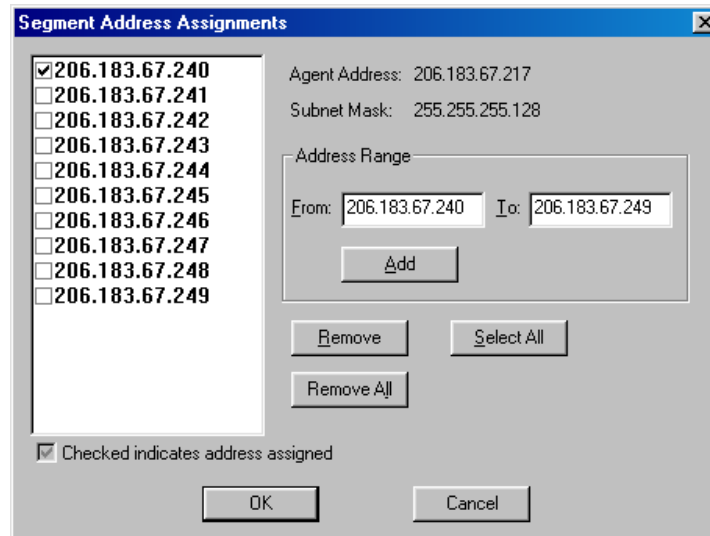 Segment Address Assignments
206.183.67.240
206.183.67.241
206.183.67.242
206.183.67.243
206.183.67.244
206.183.67.245
206.183.67.246
206.183.67.247
206.183.67.248
206.183.67.249
Checked indicates address assigned
Agent Address: 206.183.67.217
Subnet Mask: 255.255.255.128
Address Range
From: 206.183.67.240 To: 206.183.67.249
Add
Remove Select All
Remove All
OK Cancel